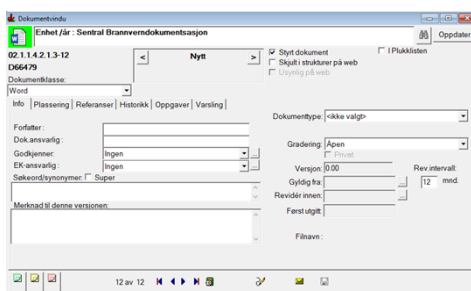 Dokumentvindu
Enhet /år : Sentral Brannverndokumentsasjon
Oppdater
02.1.1.4.2.1.3-12
D66479
< Nytt >
Styrt dokument
Skjult i strukturer på web
Usynlig på web
I Plukklisten
Dokumentklasse:
Word
Info Plassering Referanser Historikk Oppgaver Varsling
Dokumenttype: <ikke valgt>
Forfatter :
Dok.ansvarlig :
Godkjenner: Ingen ...
EK-ansvarlig : Ingen ...
Søkeord/synonymer: Super
Merknad til denne versjonen:
Gradering: Åpen
Privat
Versjon: 0.00
Rev.intervall:
Gyldig fra: ...
12 mnd.
Revidér innen: ...
Først utgitt:
Filnavn :
12 av 12